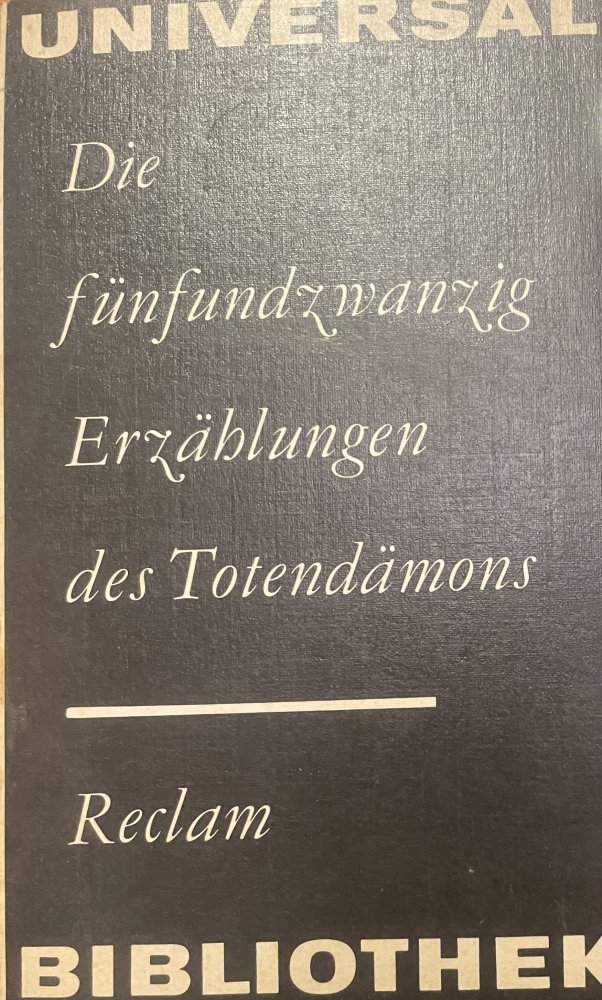 UNIVERSAL
Die
fünfundzwanzig
Erzählungen
des Totendämons
Reclam
BIBLIOTHEK